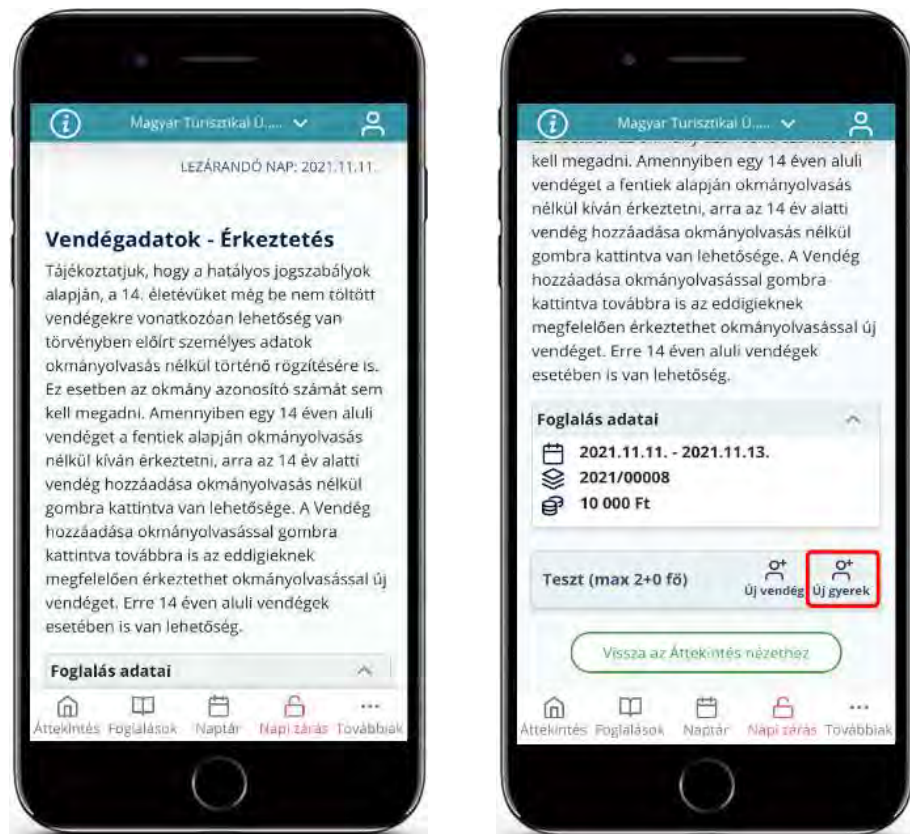 Magyar Turisztikai Ü..... 
LEZÁRANDÓ NAP: 2021.11.11.
Vendégadatok - Érkeztetés
Tájékoztatjuk, hogy a hatályos jogszabályok
alapján, a 14. életévüket még be nem töltött
vendégekre vonatkozóan lehetőség van
törvényben előírt személyes adatok
okmányolvasás nélkül történő rögzítésére is.
Ez esetben az okmány azonosító számát sem
kell megadni. Amennyiben egy 14 éven aluli
vendéget a fentiek alapján okmányolvasás
nélkül kíván érkeztetni, arra az 14 év alatti
vendég hozzáadása okmányolvasás nélkül
gombra kattintva van lehetősége. A Vendég
hozzáadása okmányolvasással gombra
kattintva továbbra is az eddigieknek
megfelelően érkeztethet okmányolvasással új
vendéget. Erre 14 éven aluli vendégek
esetében is van lehetőség.
Foglalás adatai
Áttekintés Foglalások Naptár Napi zárás Továbbiak
Magyar Turisztikai Ü.....
kell megadni. Amennyiben egy 14 éven aluli
vendéget a fentiek alapján okmányolvasás
nélkül kíván érkeztetni, arra az 14 év alatti
vendég hozzáadása okmányolvasás nélkül
gombra kattintva van lehetősége. A Vendég
hozzáadása okmányolvasással gombra
kattintva továbbra is az eddigieknek
megfelelően érkeztethet okmányolvasással új
vendéget. Erre 14 éven aluli vendégek
esetében is van lehetőség.
Foglalás adatai
2021.11.11. - 2021.11.13.
2021/00008
10 000 Ft
Teszt (max 2+0 fő)
Új vendég Új gyerek
Vissza az Áttekintés nézethez
Áttekintés Foglalások Naptár Napi zárás Továbbiak